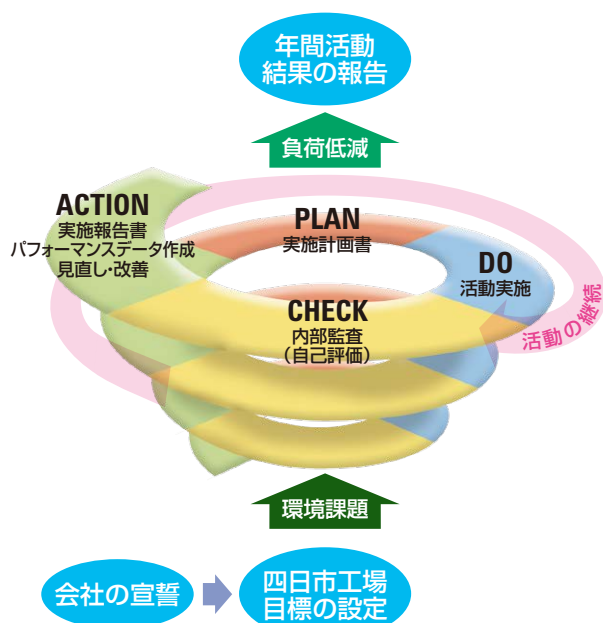 年間活動
結果の報告
負荷低減
ACTION
実施報告書
パフォーマンスデータ作成
見直し・改善
PLAN
実施計画書
DO
活動実施
CHECK
内部監査
（自己評価）
活動の継続
環境課題
会社の宣誓
四日市工場
目標の設定